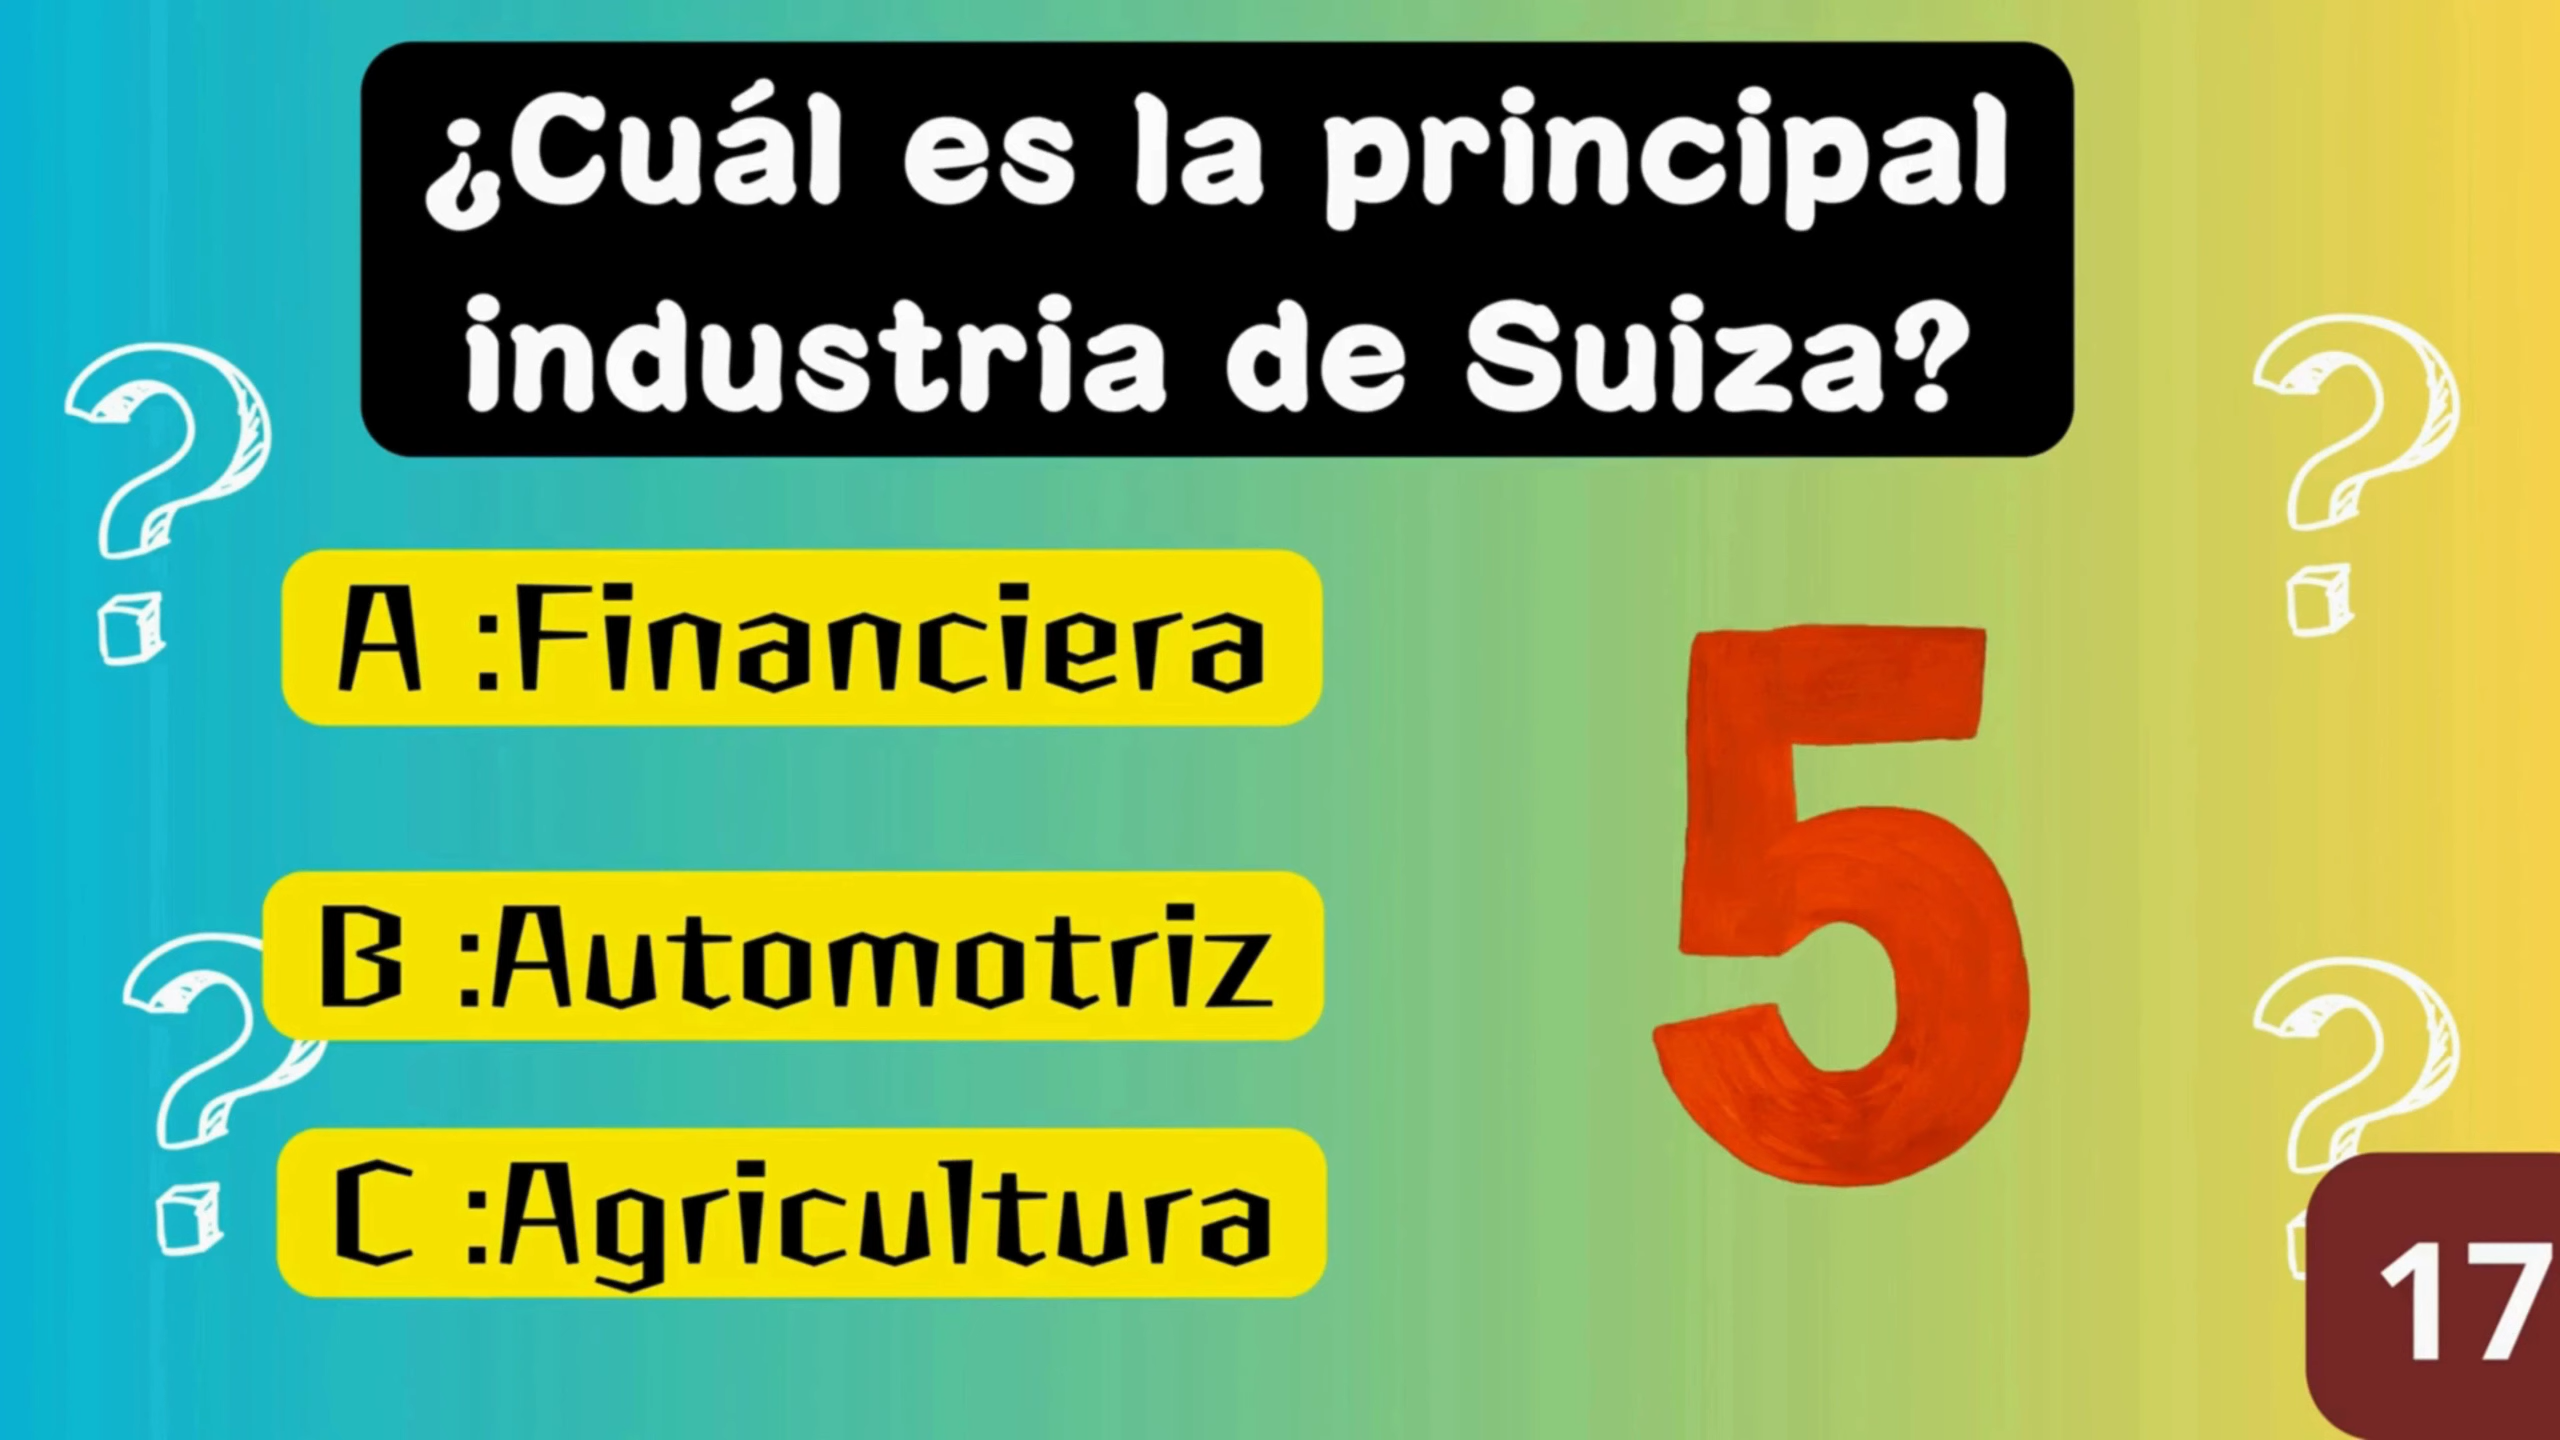 ¿Cuál es la principal
industria de Suiza?
A :Financiera
B :Automotriz
C :Agricultura
5
17